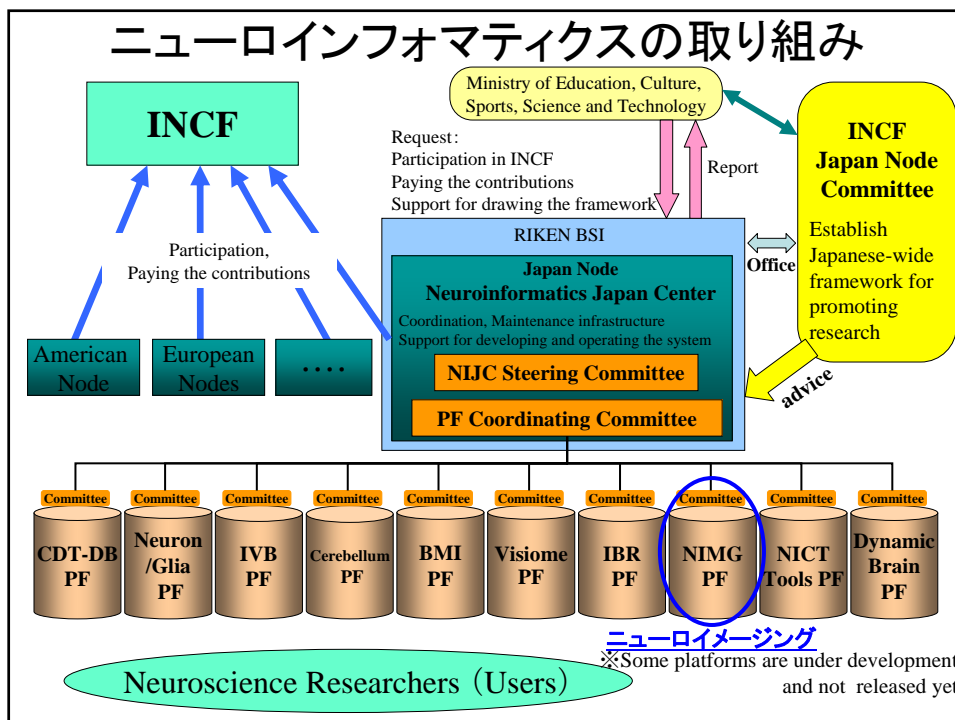 ニューロインフォマティクスの取り組み
Ministry of Education, Culture,
Sports, Science and Technology
INCF
Request:
Participation in INCF
Paying the contributions
Support for drawing the framework
Report
INCF
Japan Node
Committee
Establish
Japanese-wide
framework for
promoting
research
Participation,
Paying the contributions
RIKEN BSI
Office
Japan Node
Neuroinformatics Japan Center
Coordination, Maintenance infrastructure
Support for developing and operating the system
American
Node
European
Nodes
....
NIJC Steering Committee
advice
PF Coordinating Committee
Committee
CDT-DB
PF
Committee
Neuron
/Glia
PF
Committee
IVB
PF
Committee
Cerebellum
PF
Committee
BMI
PF
Committee
Visiome
PF
Committee
IBR
PF
Committee
NIMG
PF
Committee
NICT
Tools PF
Committee
Dynamic
Brain
PF
ニューロイメージング
※Some platforms are under development
and not released yet
Neuroscience Researchers（Users）